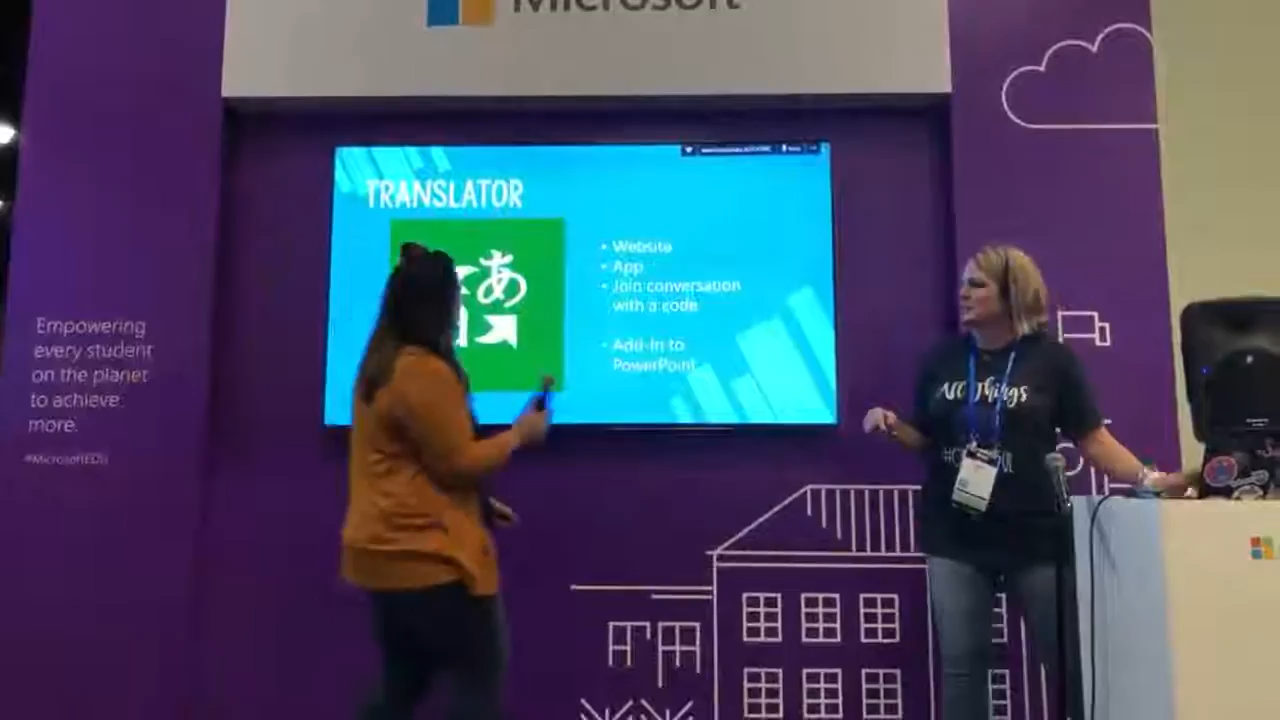 Microsoft
TRANSLATOR
あ
• Website
• App
• Join conversation
with a code
• Add-In to
PowerPoint
Empowering
every student
on the planet
to achieve
more.
#MicrosoftEDU
All Things